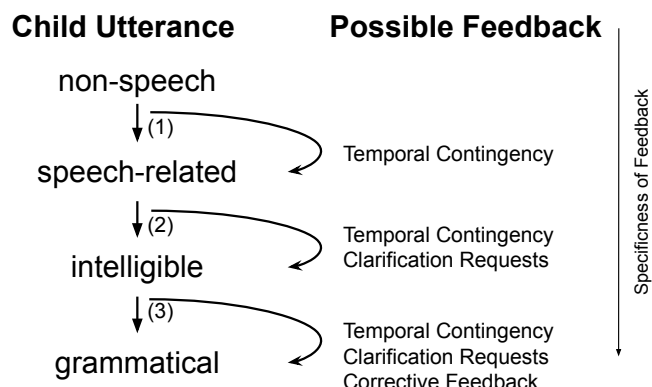 Child Utterance
Possible Feedback
non-speech
(1)
Temporal Contingency
speech-related
(2)
Temporal Contingency
Clarification Requests
intelligible
(3)
Temporal Contingency
Clarification Requests
Corrective Feedback
grammatical
Specificness of Feedback